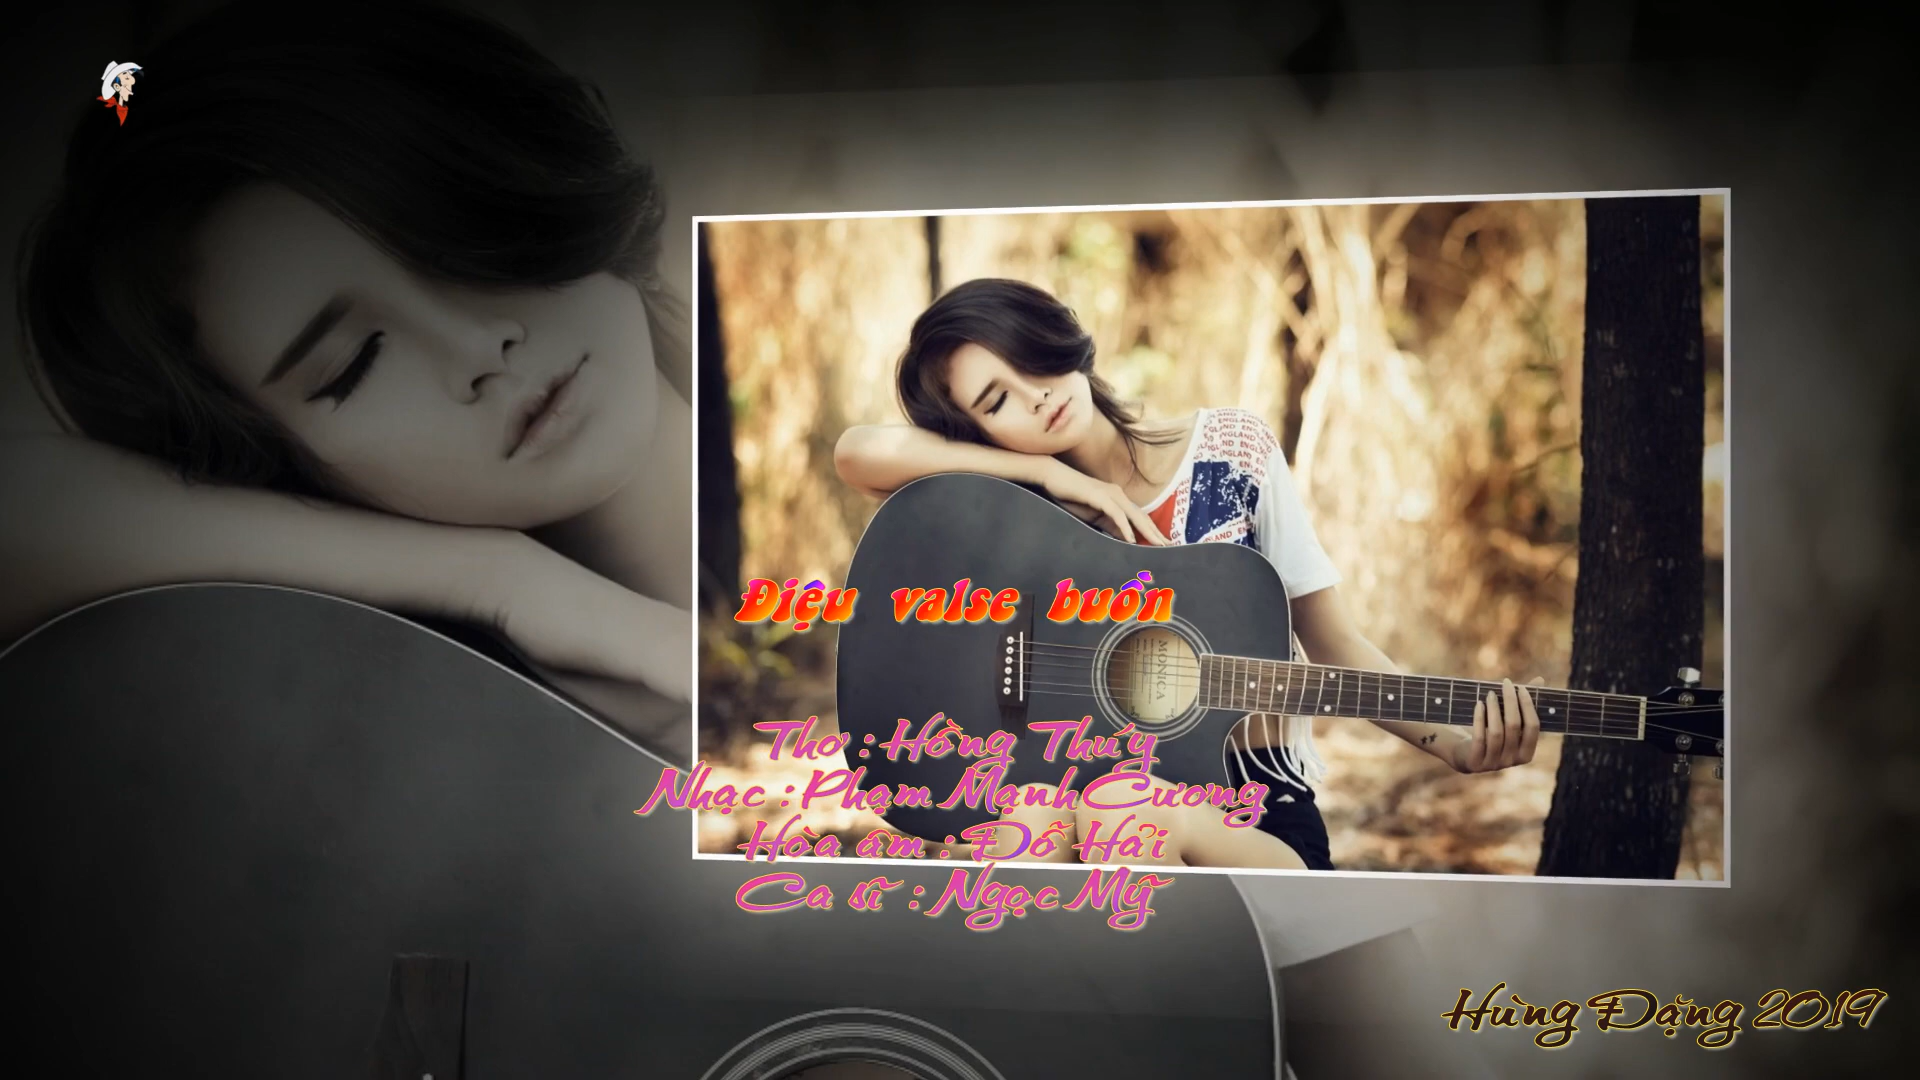 Điệu valse buồn
MONICA
Thơ : Hồng Thúy
Nhạc : Phạm Mạnh Cương
Hòa âm : Đỗ Hải
Ca sĩ : Ngọc Mỹ
Hùng Đặng 2019